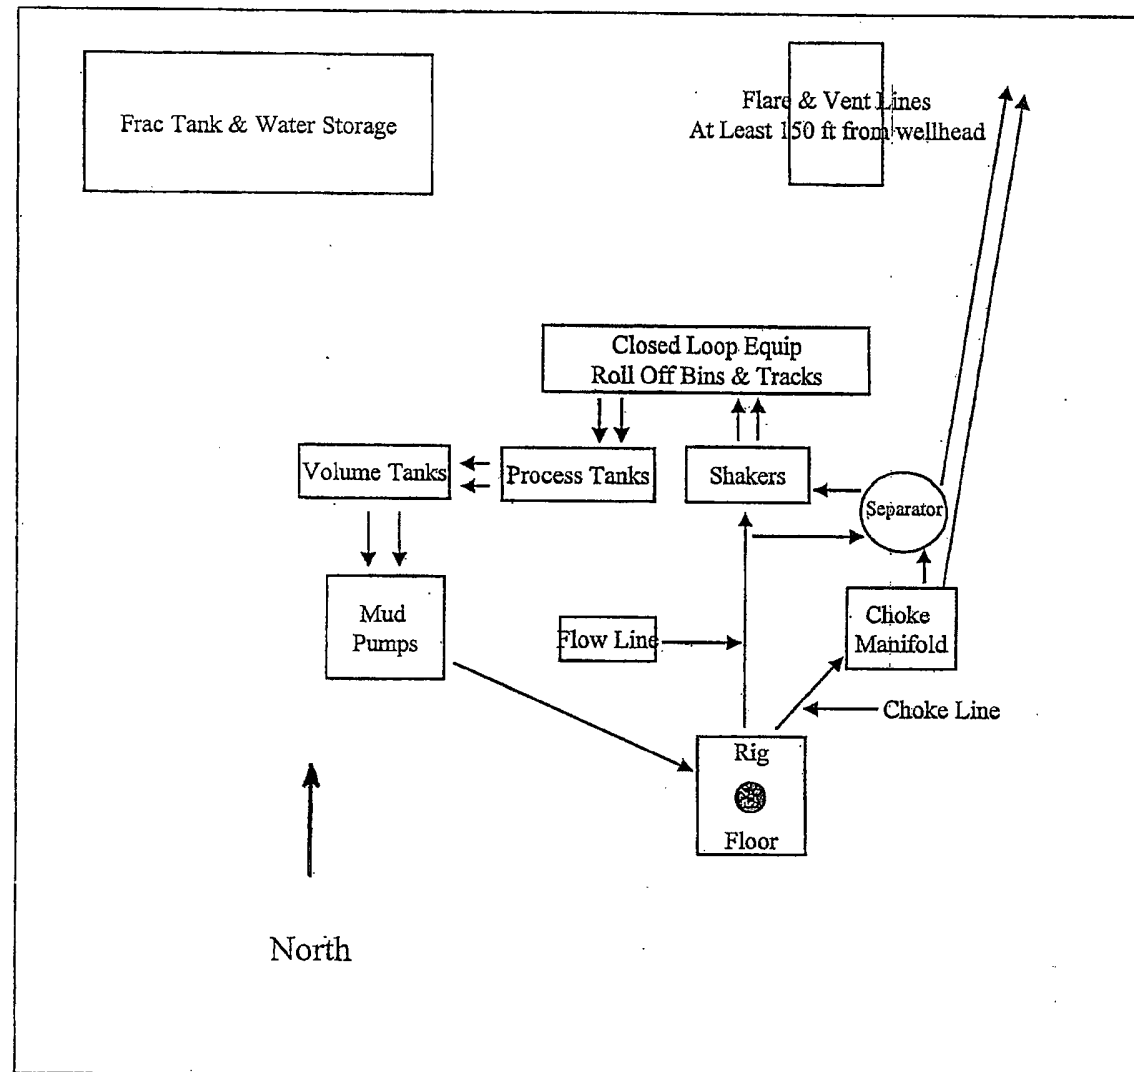 Frac Tank & Water Storage
Flare & Vent Lines
At Least 150 ft from wellhead
Closed Loop Equip
Roll Off Bins & Tracks
Volume Tanks
Process Tanks
Shakers
Separator
Mud
Pumps
Flow Line
Choke
Manifold
Choke Line
Rig
Floor
North